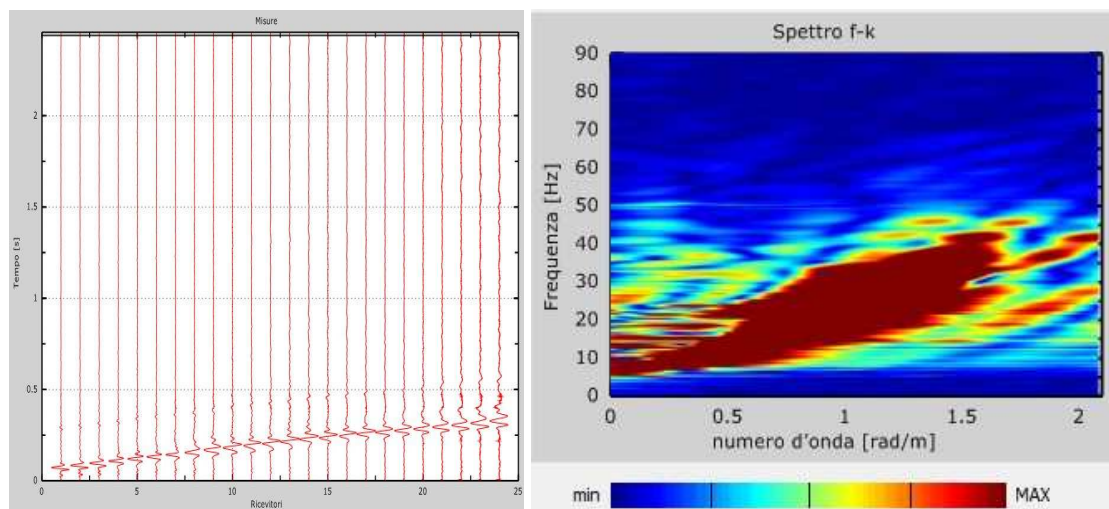 Misure
Tempo [s]
2
1.5
1
0.5
0
0 5 10 15 20 25
Ricevitori
Spettro f-k
Frequenza [Hz]
90
80
70
60
50
40
30
20
10
0
0 0.5 1 1.5 2
numero d'onda [rad/m]
min MAX